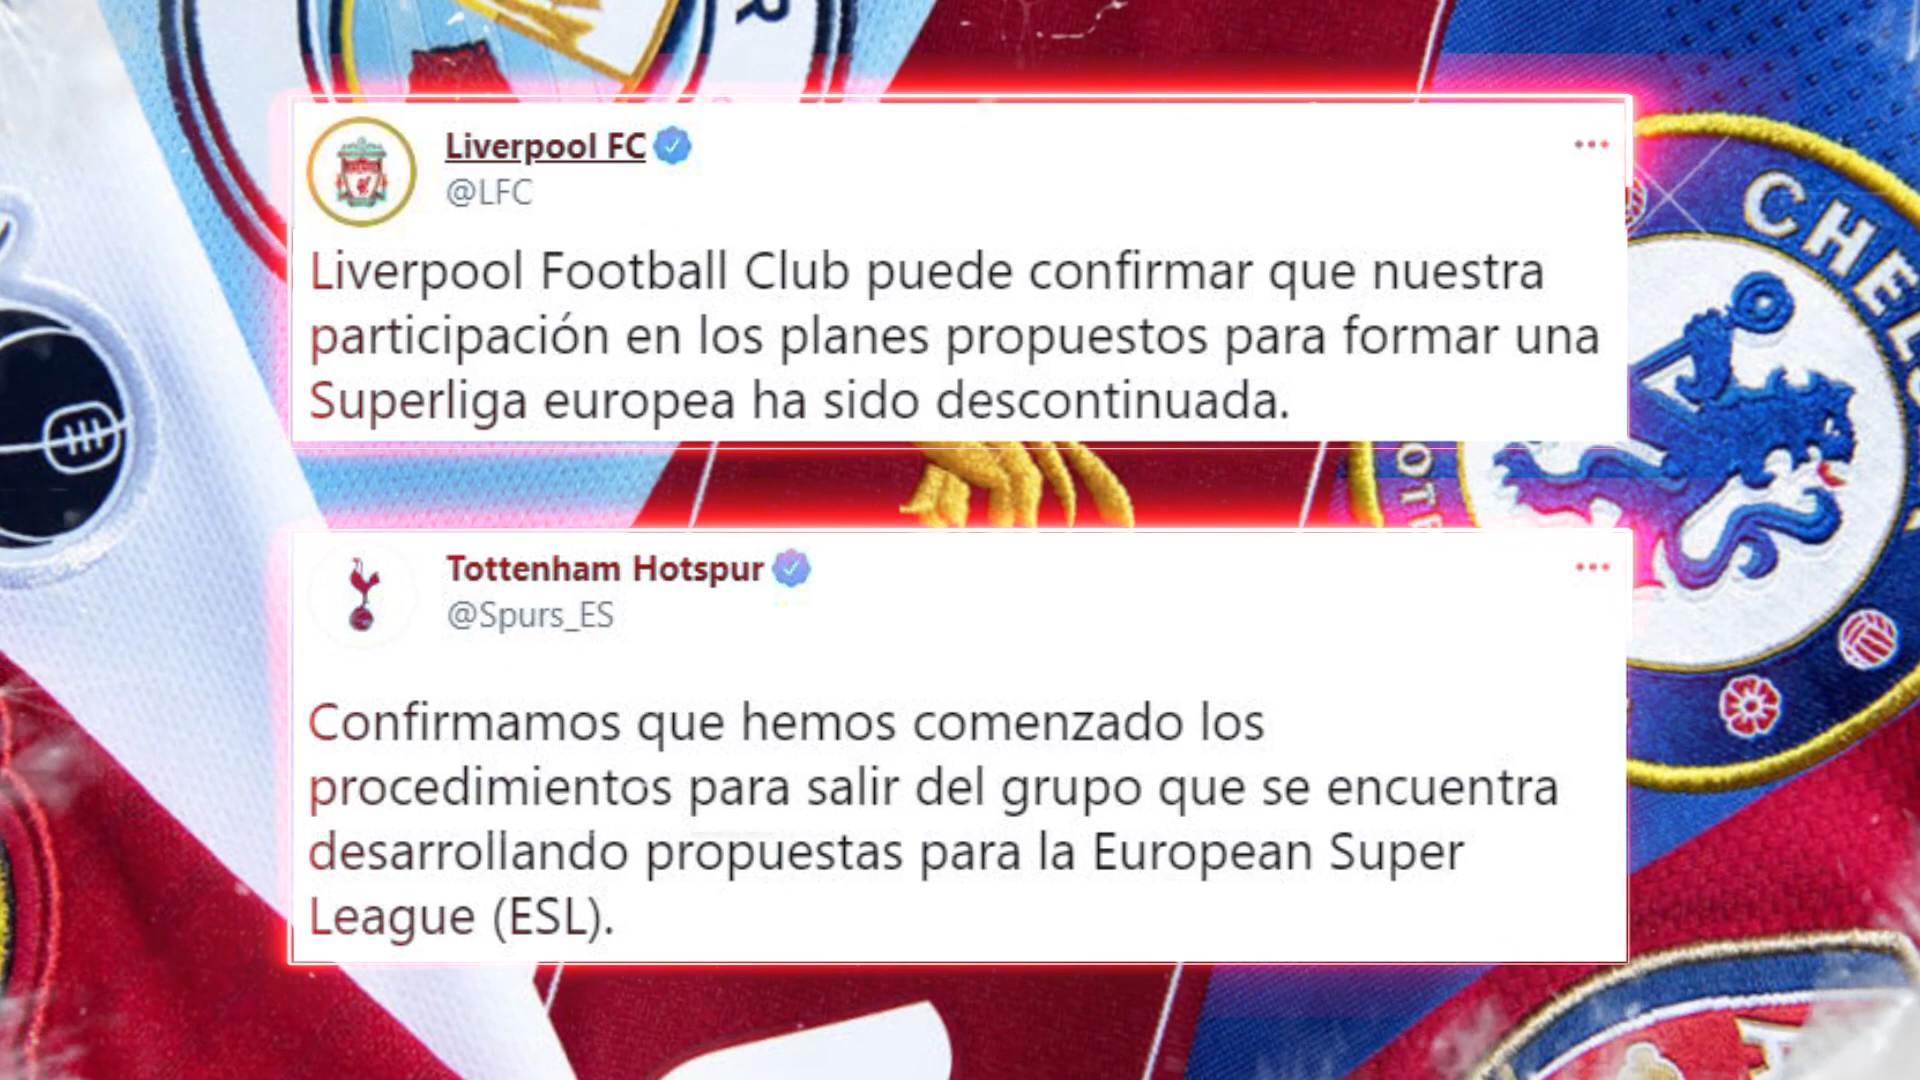 R
Liverpool FC
@LFC
Liverpool Football Club puede confirmar que nuestra
participación en los planes propuestos para formar una
Superliga europea ha sido descontinuada.
CHELS
OOT
Tottenham Hotspur
@Spurs_ES
Confirmamos que hemos comenzado los
procedimientos para salir del grupo que se encuentra
desarrollando propuestas para la European Super
League (ESL).